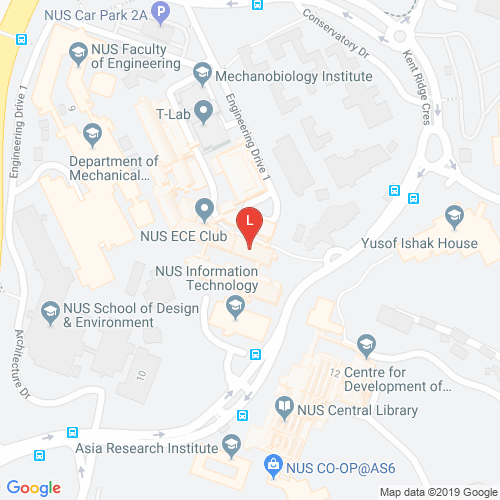 NUS Car Park 2A
P
Conservatory Dr
NUS Faculty
of Engineering
Kent Ridge Cres
Mechanobiology Institute
Engineering Drive 1
9
T-Lab
Engineering Drive 1
Department of
Mechanical...
L
NUS ECE Club
Yusof Ishak House
NUS Information
Technology
NUS School of Design
& Environment
Architecture Dr
10
12
Centre for
Development of...
NUS Central Library
Asia Research Institute
NUS CO-OP@AS6
Google
Map data ©2019 Google